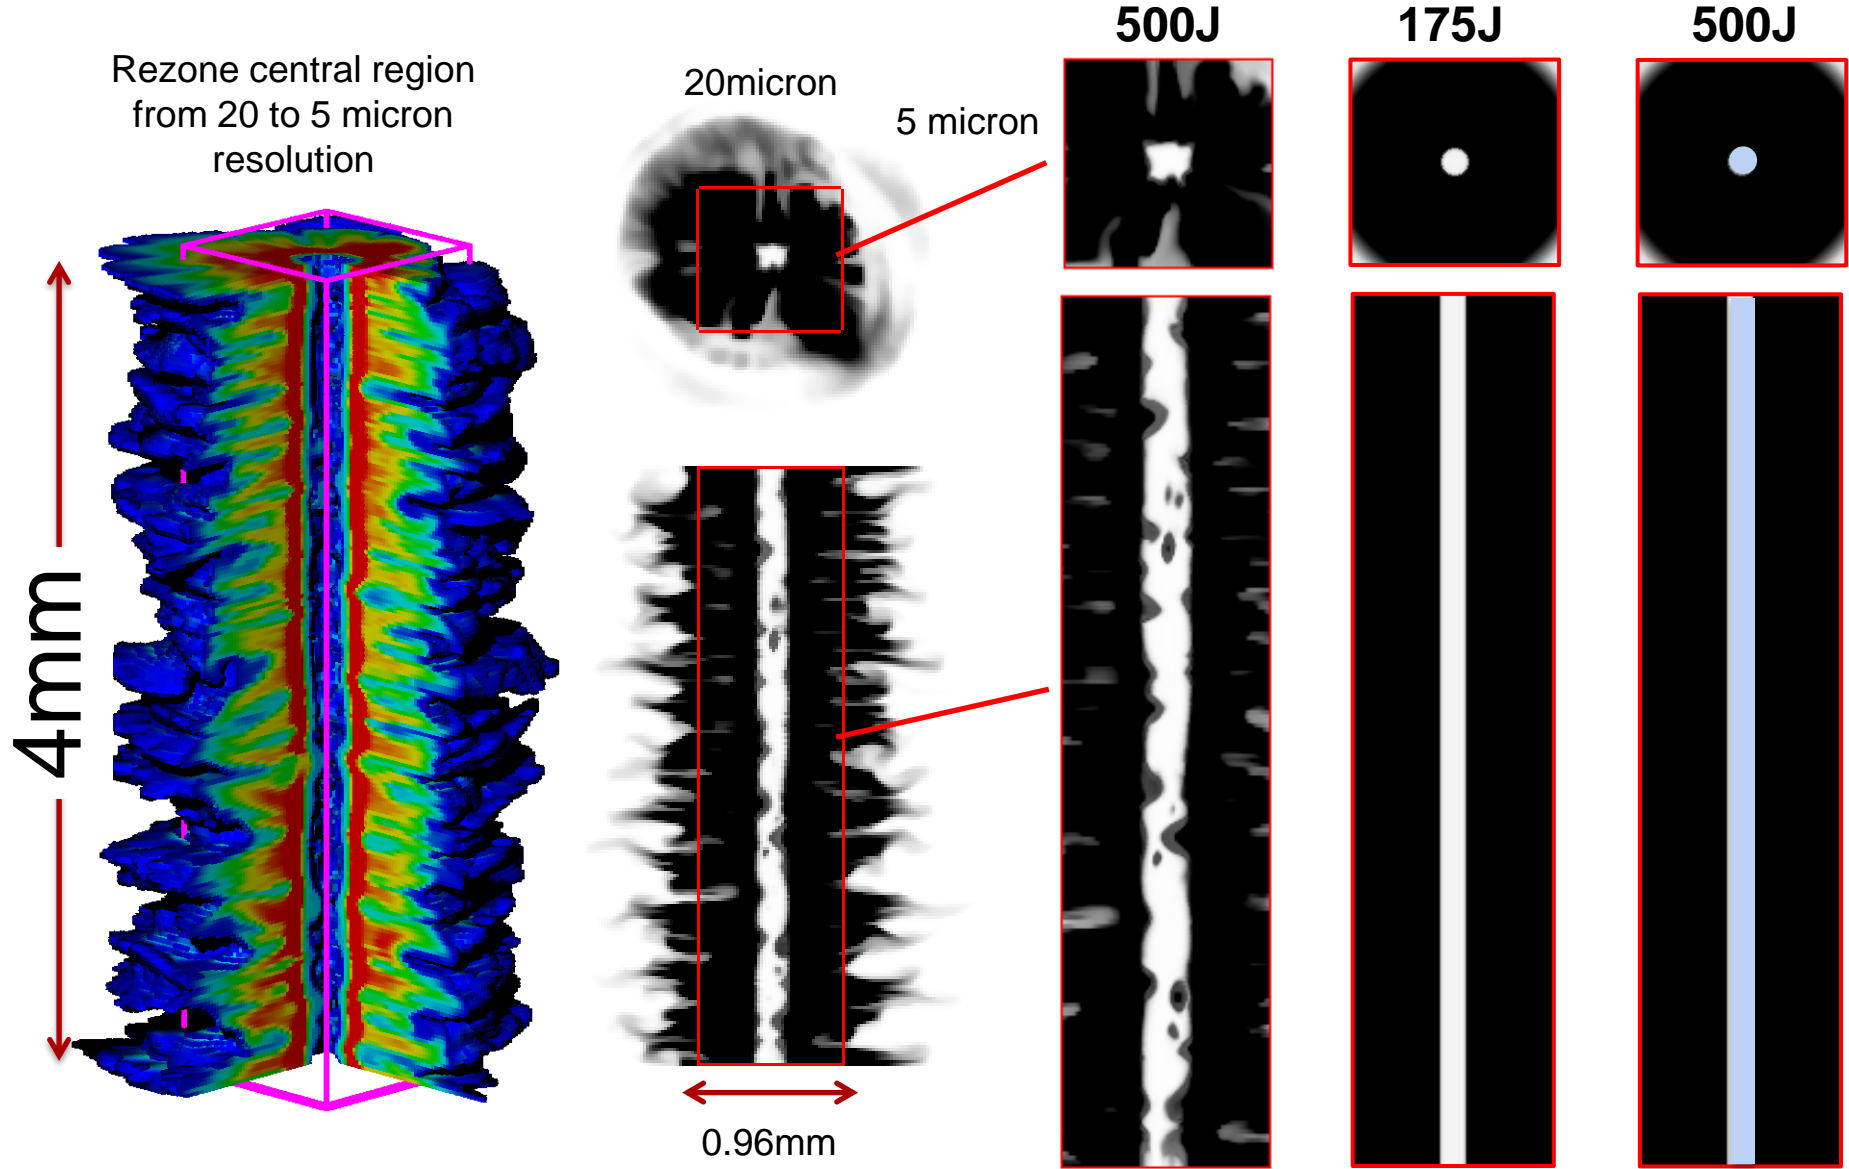 Rezone central region
from 20 to 5 micron
resolution
4mm
20micron
5 micron
0.96mm
500J
175J
500J